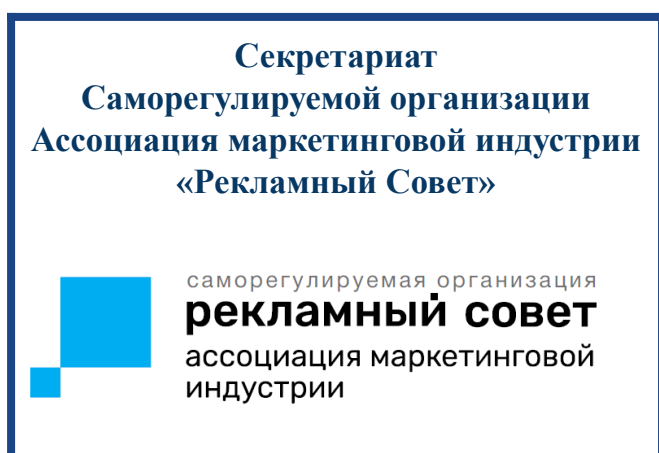 Секретариат
Саморегулируемой организации
Ассоциация маркетинговой индустрии
«Рекламный Совет»
саморегулируемая организация
рекламный совет
ассоциация маркетинговой
индустрии